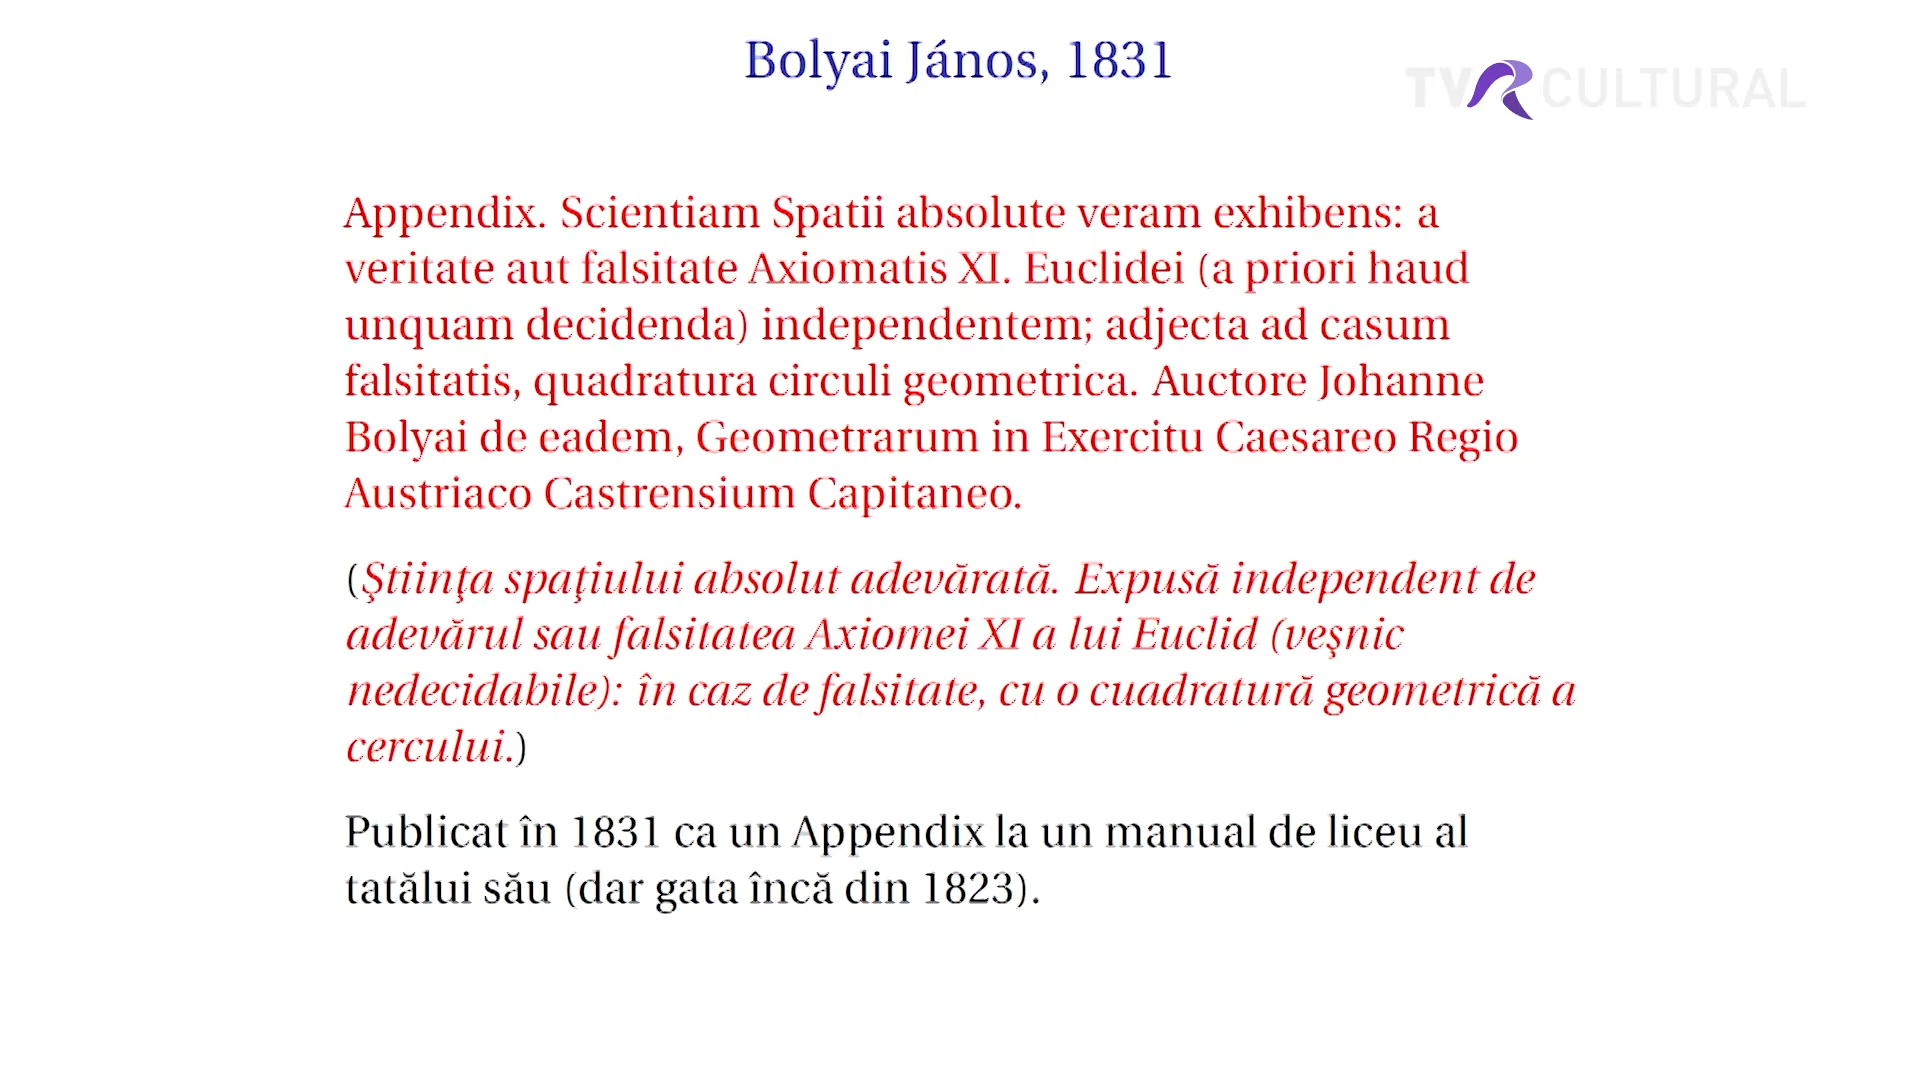 Bolyai János, 1831
TVR CULTURAL
Appendix. Scientiam Spatii absolute veram exhibens: a
veritate aut falsitate Axiomatis XI. Euclidei (a priori haud
unquam decidenda) independentem; adjecta ad casum
falsitatis, quadratura circuli geometrica. Auctore Johanne
Bolyai de eadem, Geometrarum in Exercitu Caesareo Regio
Austriaco Castrensium Capitaneo.
(Ştiinţa spaţiului absolut adevărată. Expusă independent de
adevărul sau falsitatea Axiomei XI a lui Euclid (veşnic
nedecidabile): în caz de falsitate, cu o cuadratură geometrică a
cercului.)
Publicat în 1831 ca un Appendix la un manual de liceu al
tatălui său (dar gata încă din 1823).